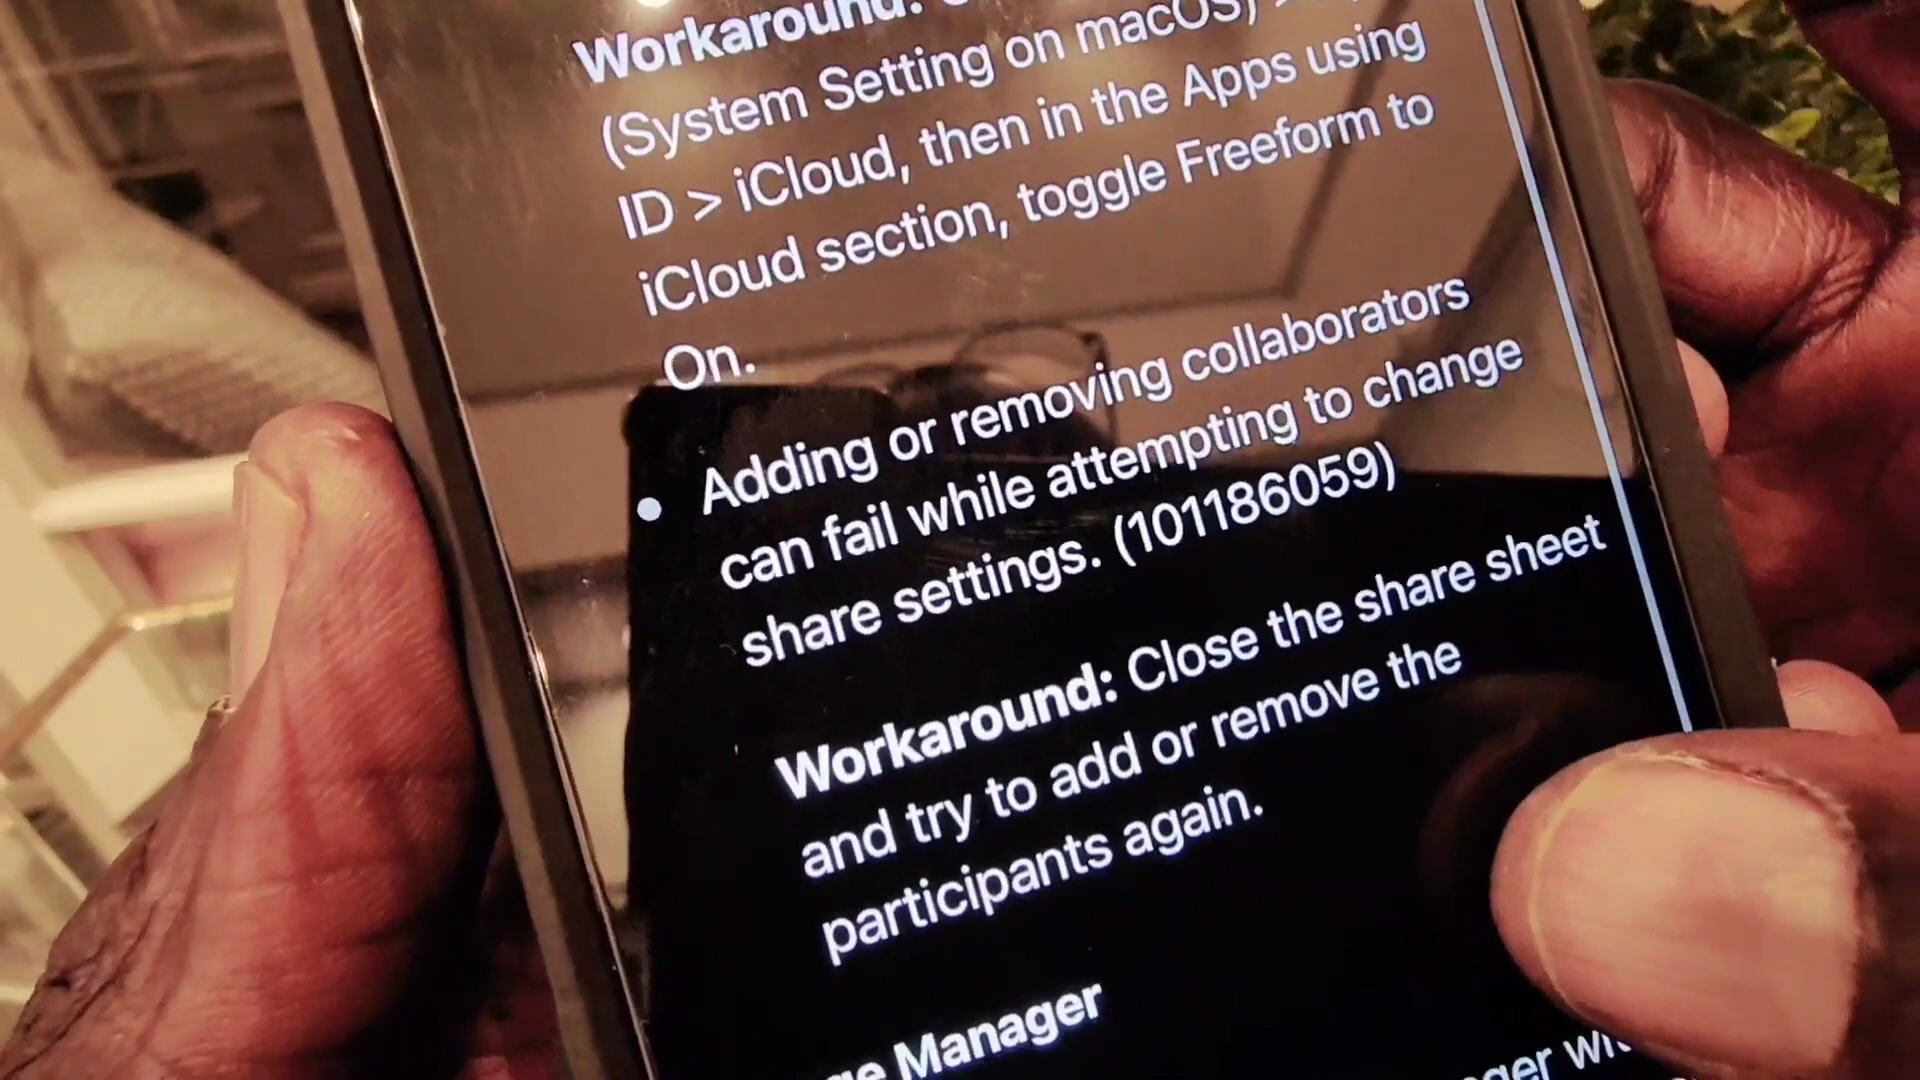 Workaround:
(System Setting on macOS) >
ID > iCloud, then in the Apps using
iCloud section, toggle Freeform to
On.
• Adding or removing collaborators
can fail while attempting to change
share settings. (101186059)
Workaround: Close the share sheet
and try to add or remove the
participants again.
Manager